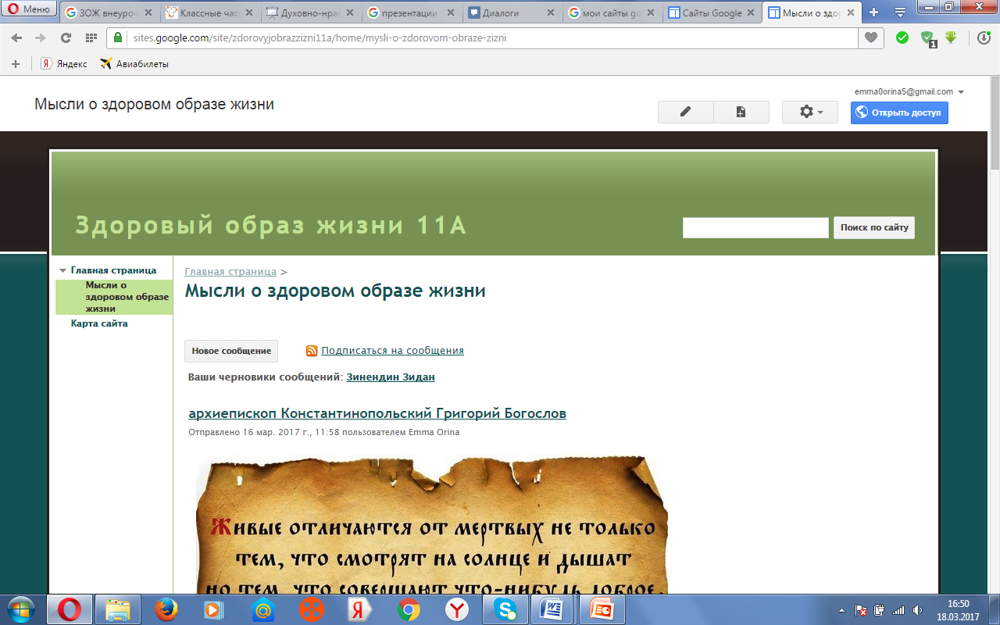 Меню
ЗОЖ внеуроч
Классные час
Духовно-нрав
презентации
Диалоги
мои сайты go
Сайты Google
Мысли о здор
sites.google.com/site/zdorovyjobrazzizni11a/home/mysli-o-zdorovom-obraze-zizni
1
Яндекс
Авиабилеты
emma0orina5@gmail.com
Мысли о здоровом образе жизни
Открыть доступ
Здоровый образ жизни 11А
Поиск по сайту
Главная страница
Мысли о
здоровом образе
жизни
Карта сайта
Главная страница >
Мысли о здоровом образе жизни
Новое сообщение
Подписаться на сообщения
Ваши черновики сообщений: Зинендин Зидан
архиепископ Константинопольский Григорий Богослов
Отправлено 16 мар. 2017 г., 11:58 пользователем Emma Orina
Живые отличаются от мертвых не только
тем, что смотрят на солнце и дышат
но тем, что совершают что-нибудь доброе.
16:50
18.03.2017